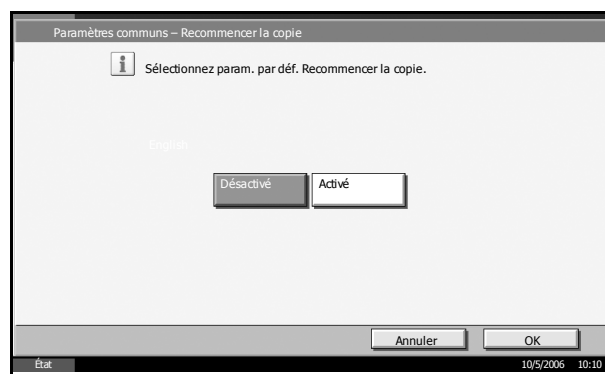 Paramètres communs – Recommencer la copie
Sélectionnez param. par déf. Recommencer la copie.
English
Désactivé Activé
Annuler OK
État 10/5/2006 10:10